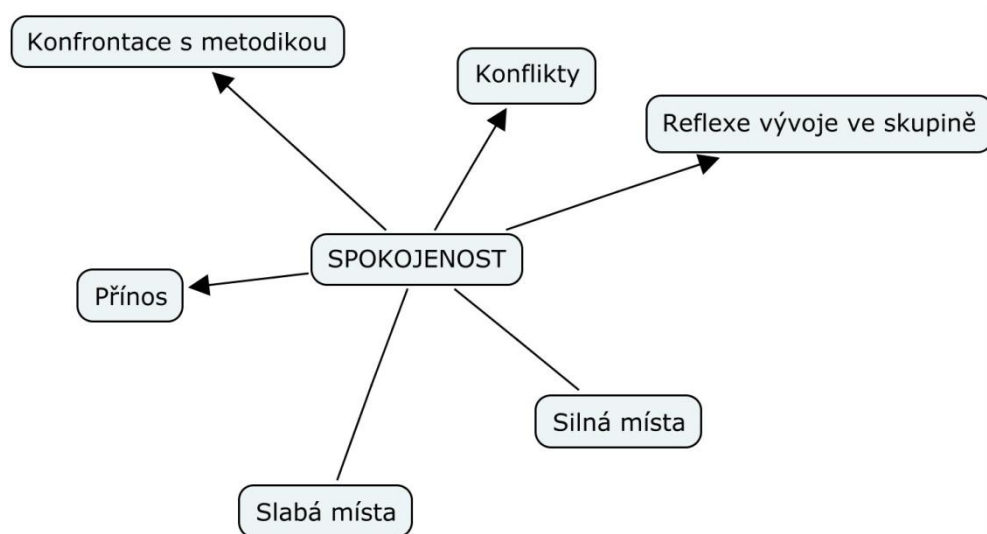 Konfrontace s metodikou
Konflikty
Reflexe vývoje ve skupině
SPOKOJENOST
Přínos
Silná místa
Slabá místa